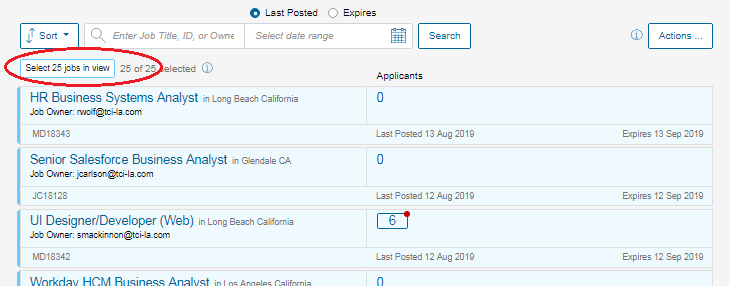 Last Posted Expires
Sort Enter Job Title, ID, or Owne Select date range Search Actions ...
Select 25 jobs in view 25 of 25 selected
Applicants
HR Business Systems Analyst in Long Beach California 0
Job Owner: rwolf@tci-la.com
MD18343 Last Posted 13 Aug 2019 Expires 13 Sep 2019
Senior Salesforce Business Analyst in Glendale CA 0
Job Owner: jcarlson@tci-la.com
JC18128 Last Posted 12 Aug 2019 Expires 12 Sep 2019
UI Designer/Developer (Web) in Long Beach California 6
Job Owner: smackinnon@tci-la.com
MD18342 Last Posted 12 Aug 2019 Expires 12 Sep 2019
Workday HCM Business Analyst in Los Angeles California 0